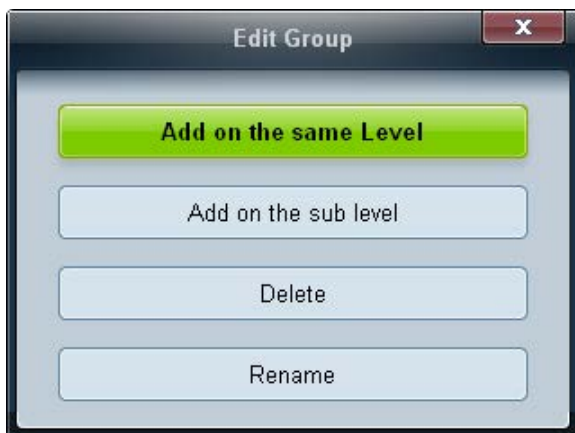 Edit Group
X
Add on the same Level
Add on the sub level
Delete
Rename